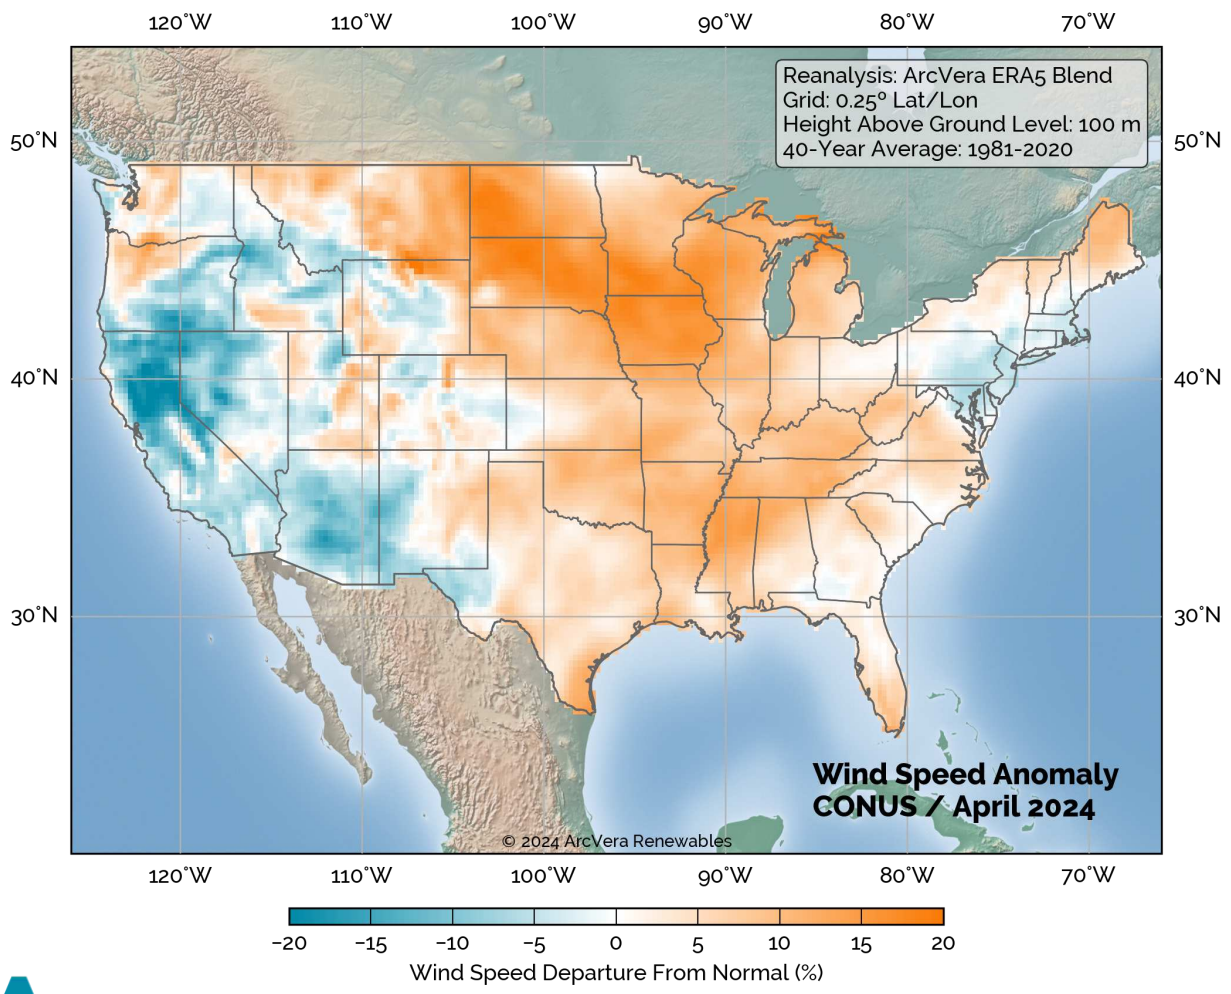 120°W 110°W 100°W 90°W 80°W 70°W
Reanalysis: ArcVera ERA5 Blend
Grid: 0.25° Lat/Lon
Height Above Ground Level: 100 m
40-Year Average: 1981-2020
50°N 50°N
40°N 40°N
30°N 30°N
Wind Speed Anomaly
CONUS / April 2024
© 2024 ArcVera Renewables
120°W 110°W 100°W 90°W 80°W 70°W
−20 −15 −10 −5 0 5 10 15 20
Wind Speed Departure From Normal (%)